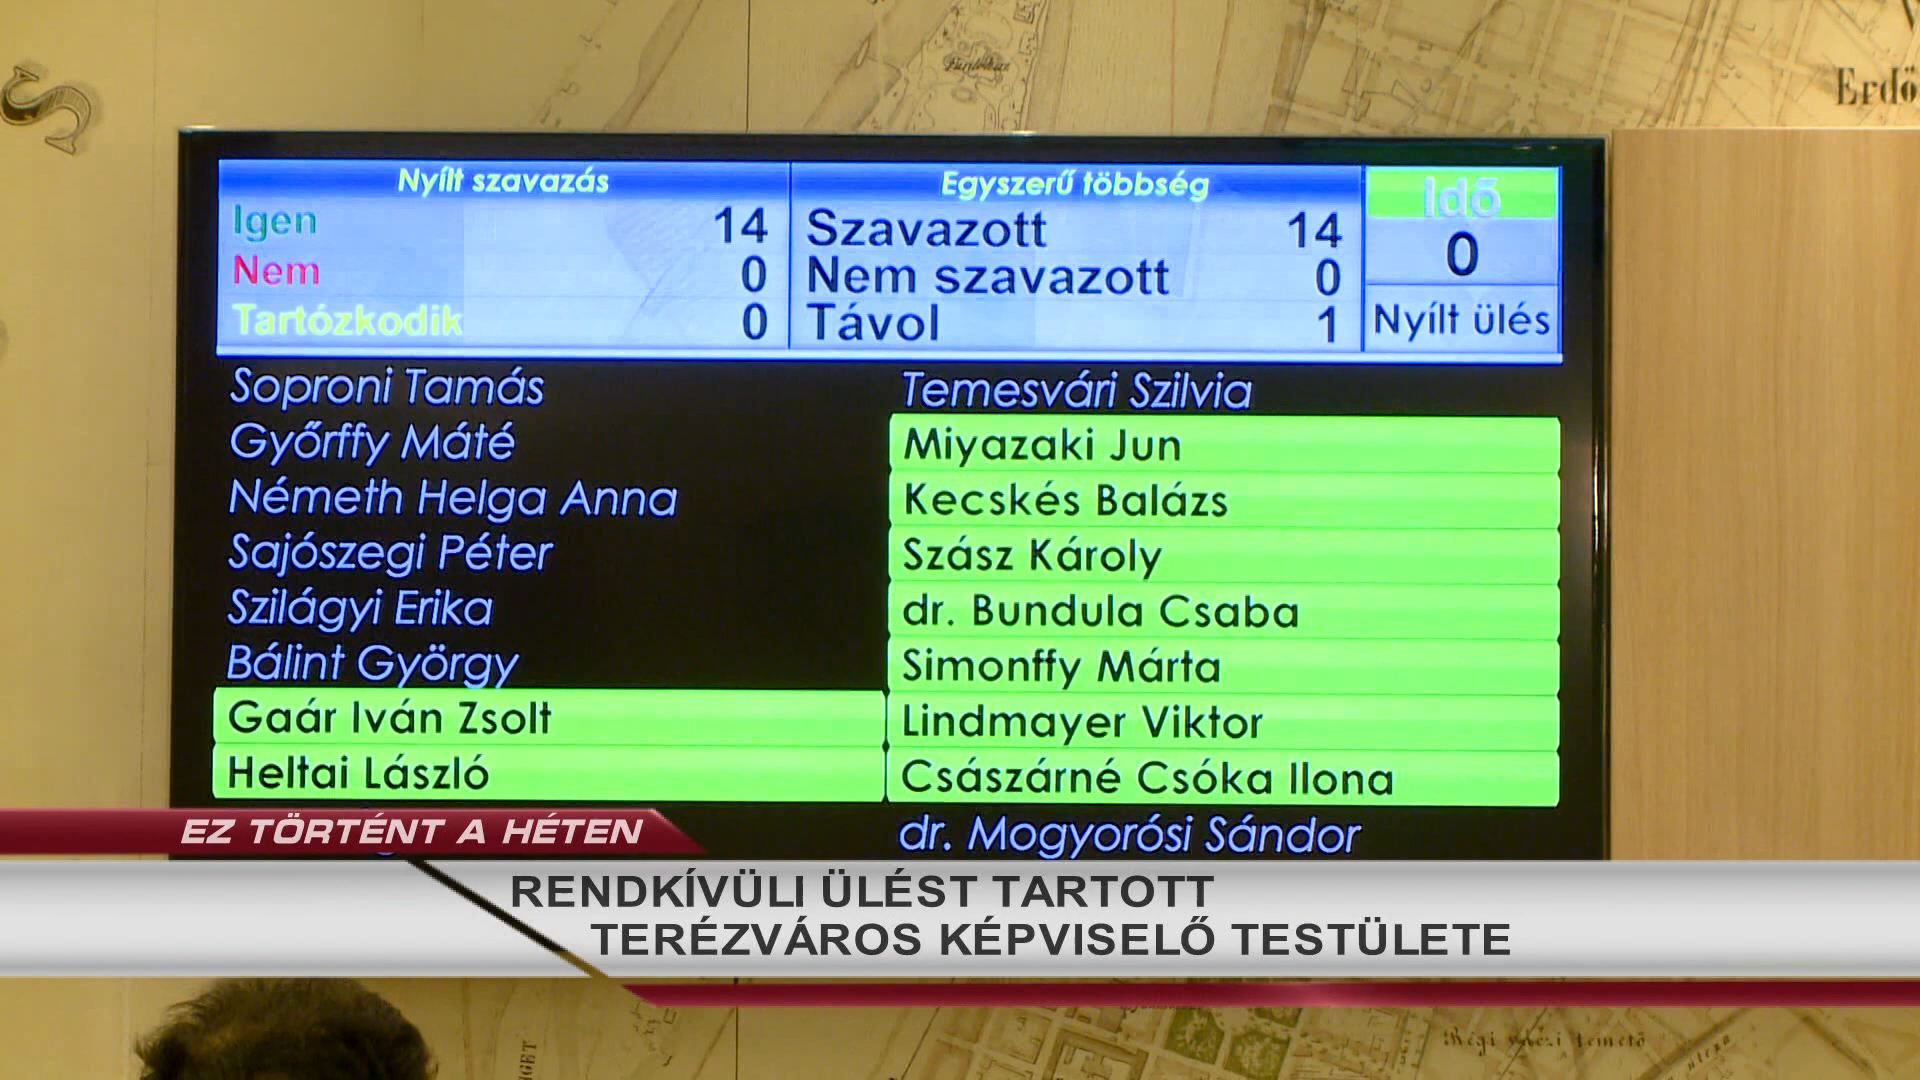 Erdő
Nyílt szavazás
Egyszerű többség
Idő
Igen 14
Szavazott 14
0
Nem 0
Nem szavazott 0
Tartózkodik 0
Távol 1
Nyílt ülés
Soproni Tamás
Temesvári Szilvia
Győrffy Máté
Miyazaki Jun
Németh Helga Anna
Kecskés Balázs
Sajószegi Péter
Szász Károly
Szilágyi Erika
dr. Bundula Csaba
Bálint György
Simonffy Márta
Gaár Iván Zsolt
Lindmayer Viktor
Heltai László
Császárné Csóka Ilona
dr. Mogyorósi Sándor
EZ TÖRTÉNT A HÉTEN
RENDKÍVÜLI ÜLÉST TARTOTT
TERÉZVÁROS KÉPVISELŐ TESTÜLETE
Régi váczi temető